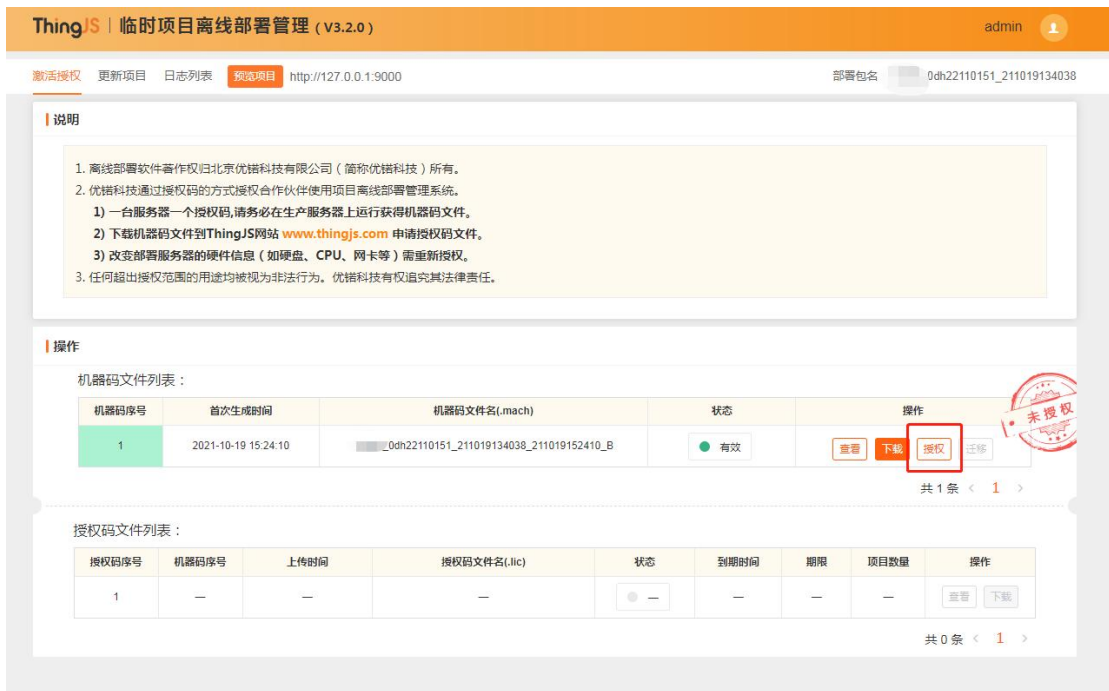 ThingJS | 临时项目离线部署管理 ( V3.2.0 ) admin
激活授权 更新项目 日志列表 预览项目 http://127.0.0.1:9000 部署包名 0dh22110151_211019134038
说明
1. 离线部署软件著作权归北京优锘科技有限公司 ( 简称优锘科技 ) 所有。
2. 优锘科技通过授权码的方式授权合作伙伴使用项目离线部署管理系统。
1) 一台服务器一个授权码,请务必在生产服务器上运行获得机器码文件。
2) 下载机器码文件到ThingJS网站 www.thingjs.com 申请授权码文件。
3) 改变部署服务器的硬件信息 ( 如硬盘、CPU、网卡等 ) 需重新授权。
3. 任何超出授权范围的用途均被视为非法行为。优锘科技有权追究其法律责任。
操作
机器码文件列表：
机器码序号 首次生成时间 机器码文件名(.mach) 状态 操作
未授权
1 2021-10-19 15:24:10 _0dh22110151_211019134038_211019152410_B 有效 查看 下载 授权 迁移
共 1 条 < 1 >
授权码文件列表：
授权码序号 机器码序号 上传时间 授权码文件名(.lic) 状态 到期时间 期限 项目数量 操作
1 — — — — — — — 查看 下载
共 0 条 < 1 >